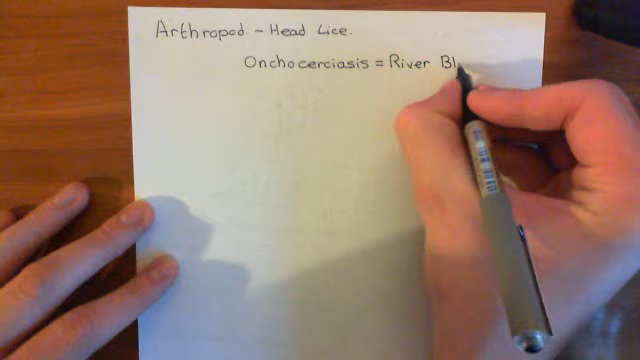 Arthropod - Head Lice.
Onchocerciasis = River Bl